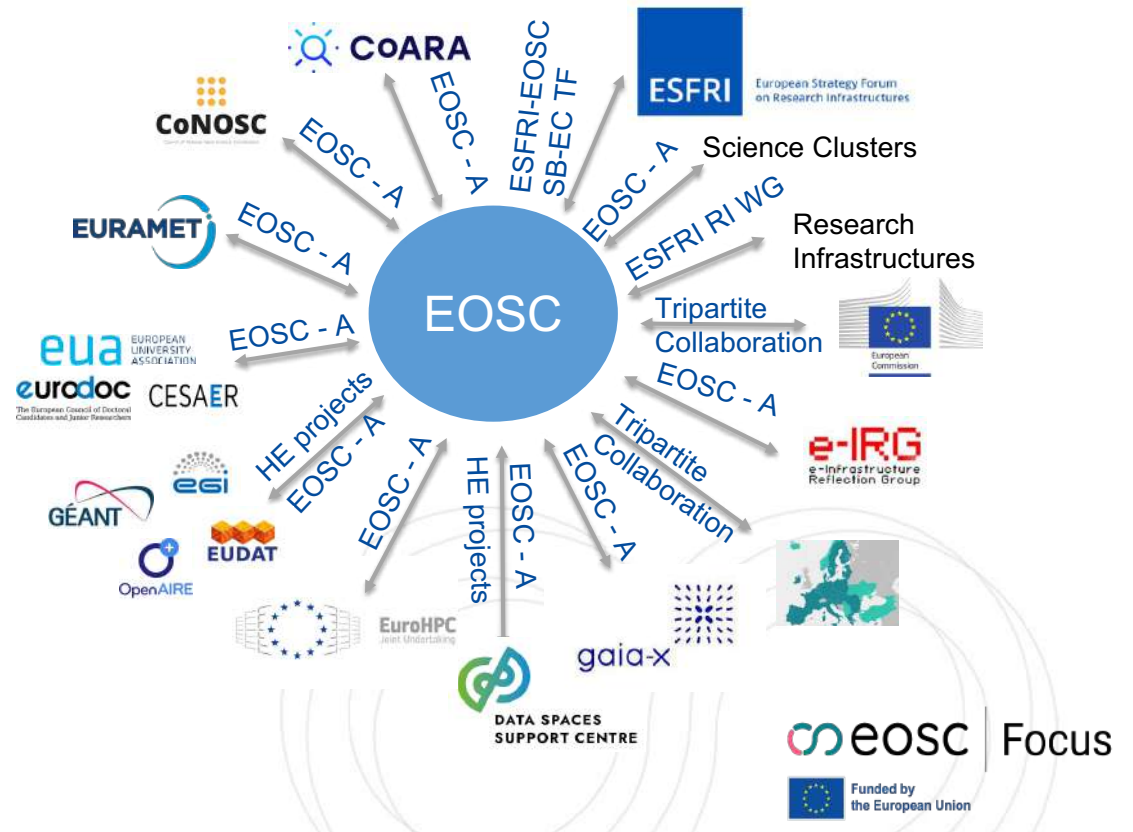 CoARA
EOSC - A
ESFRI-EOSC
SB-EC TF
ESFRI
European Strategy Forum
on Research Infrastructures
CoNOSC
EOSC - A
EOSC - A
Science Clusters
ESFRI RI WG
Research
Infrastructures
EURAMET
EOSC - A
EOSC
Tripartite
Collaboration
European
Commission
eua
EUROPEAN
UNIVERSITY
ASSOCIATION
EOSC - A
eurodoc
The European Council of Doctoral
Candidates and Junior Researchers
CESAER
EOSC - A
e-IRG
e-Infrastructure
Reflection Group
HE projects
EOSC - A
GÉANT
eGI
EUDAT
OpenAIRE
EOSC - A
HE projects
EOSC - A
EOSC - A
Tripartite
Collaboration
EuroHPC
Joint Undertaking
DATA SPACES
SUPPORT CENTRE
gaia-x
eosc
Focus
Funded by
the European Union